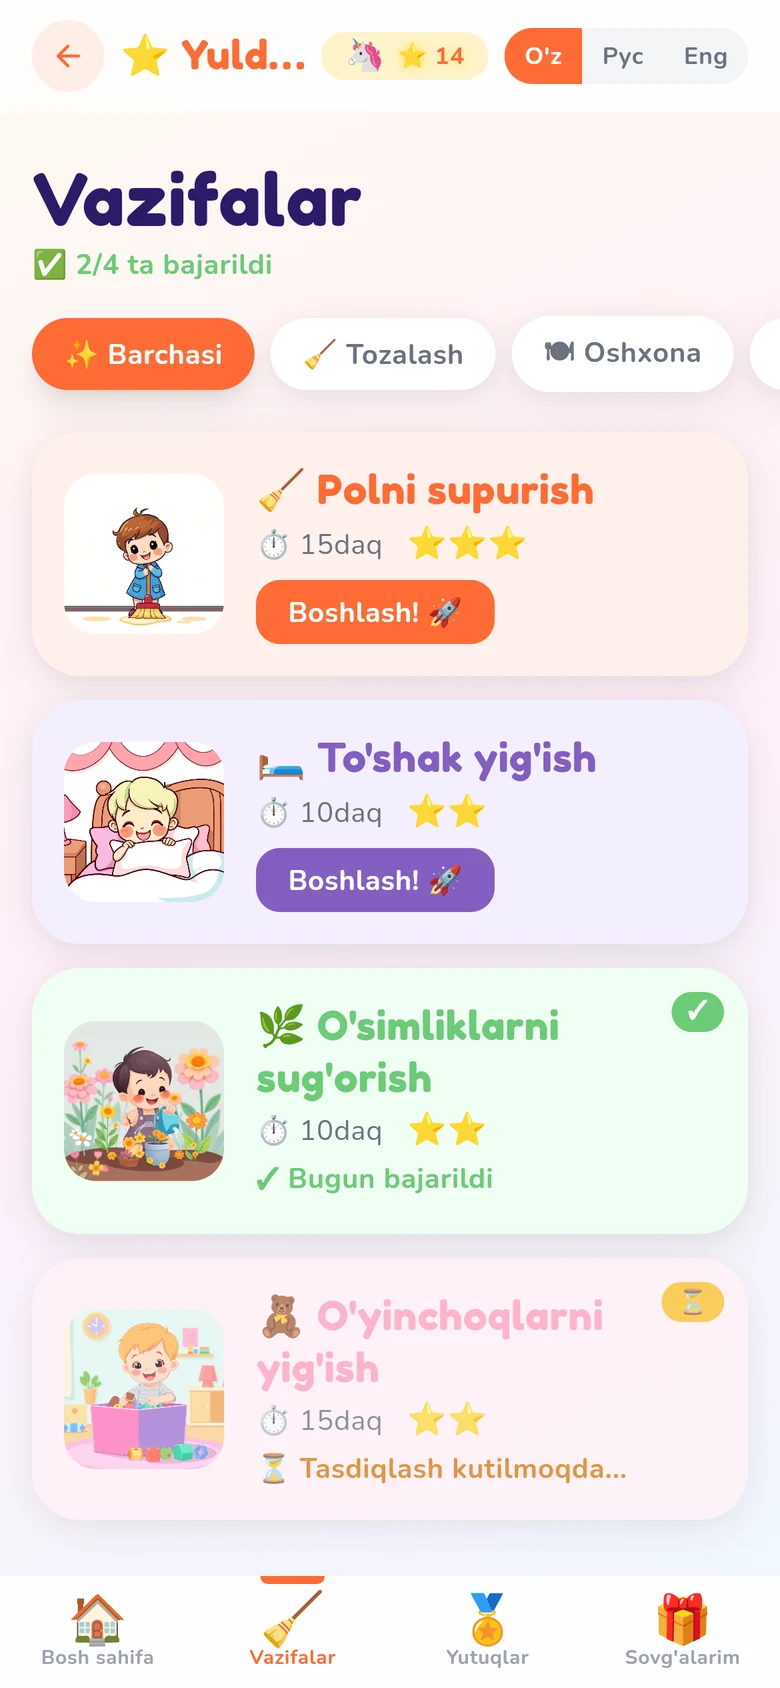 ⭐ Yuld...
🦄 ⭐ 14
O'z Рус Eng
Vazifalar
✅ 2/4 ta bajarildi
✨ Barchasi
🧹 Tozalash
🍽 Oshxona
🧹 Polni supurish
⏱ 15daq ⭐⭐⭐
Boshlash! 🚀
🛏 To'shak yig'ish
⏱ 10daq ⭐⭐
Boshlash! 🚀
✓
🌿 O'simliklarni
sug'orish
⏱ 10daq ⭐⭐
✓ Bugun bajarildi
⏳
🧸 O'yinchoqlarni
yig'ish
⏱ 15daq ⭐⭐
⏳ Tasdiqlash kutilmoqda...
Bosh sahifa
Vazifalar
Yutuqlar
Sovg'alarim